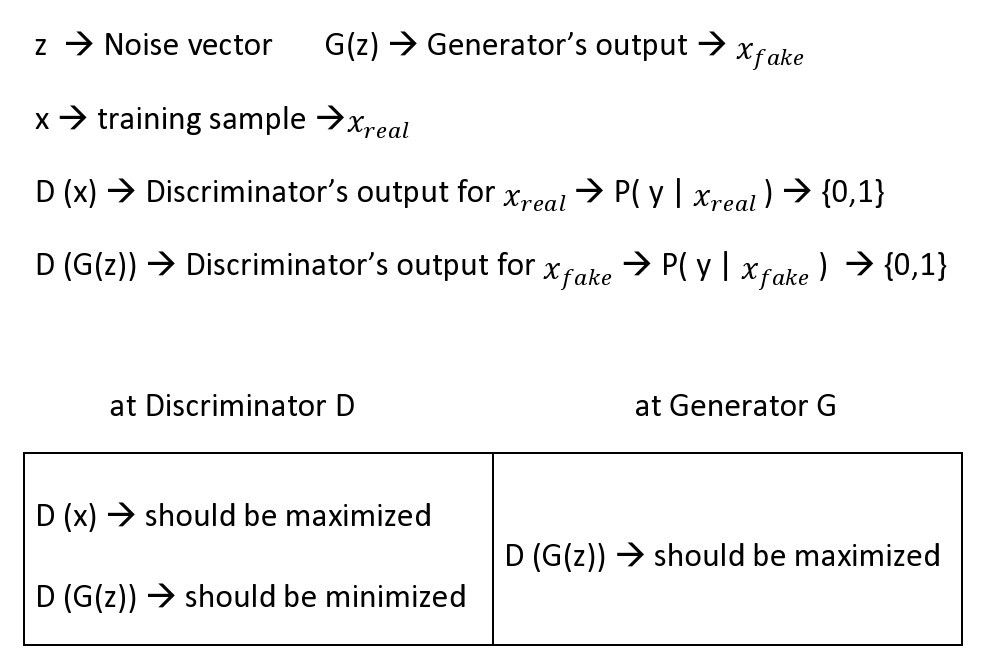 z → Noise vector G(z) → Generator's output → x_fake
x → training sample → x_real
D (x) → Discriminator's output for x_real → P( y | x_real ) → {0,1}
D (G(z)) → Discriminator's output for x_fake → P( y | x_fake ) → {0,1}
at Discriminator D
at Generator G
D (x) → should be maximized
D (G(z)) → should be minimized
D (G(z)) → should be maximized